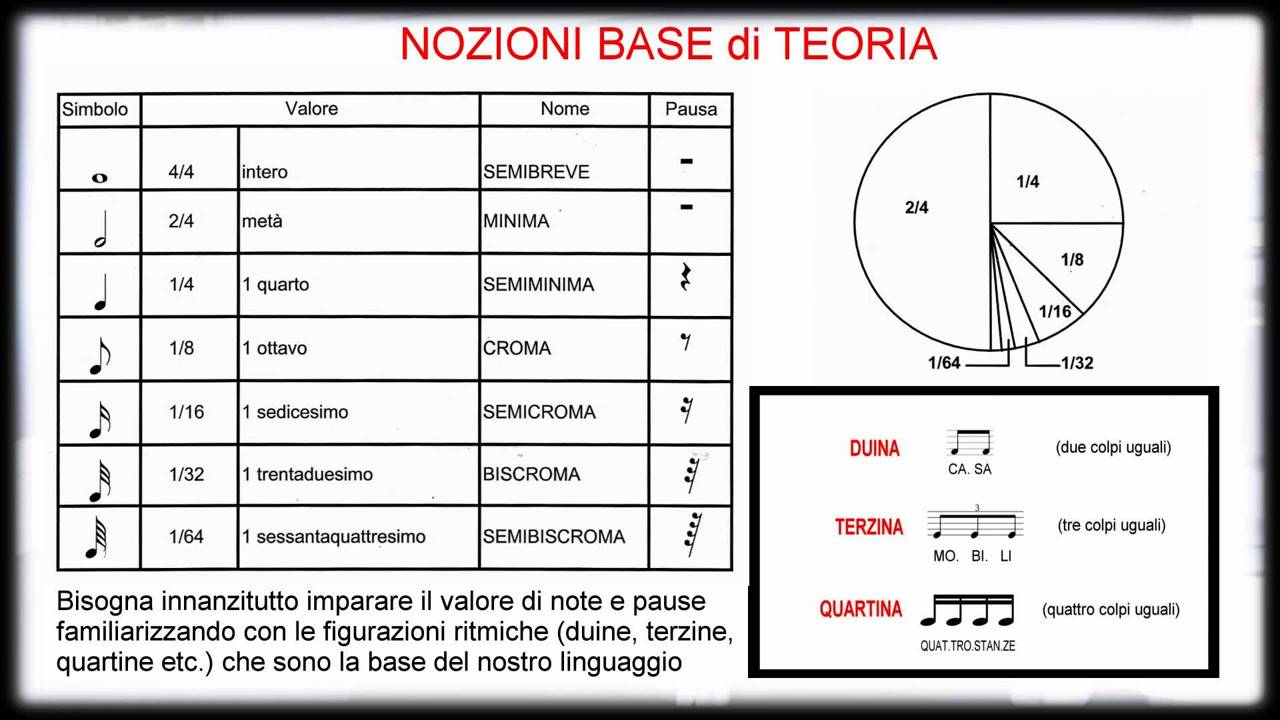 NOZIONI BASE di TEORIA
Simbolo Valore Nome Pausa
4/4 intero SEMIBREVE
2/4 metà MINIMA
1/4 1 quarto SEMIMINIMA
1/8 1 ottavo CROMA
1/16 1 sedicesimo SEMICROMA
1/32 1 trentaduesimo BISCROMA
1/64 1 sessantaquattresimo SEMIBISCROMA
Bisogna innanzitutto imparare il valore di note e pause
familiarizzando con le figurazioni ritmiche (duine, terzine,
quartine etc.) che sono la base del nostro linguaggio
2/4
1/4
1/8
1/16
1/64
1/32
DUINA (due colpi uguali)
CA. SA
3
TERZINA (tre colpi uguali)
MO. BI. LI
QUARTINA (quattro colpi uguali)
QUAT.TRO.STAN.ZE